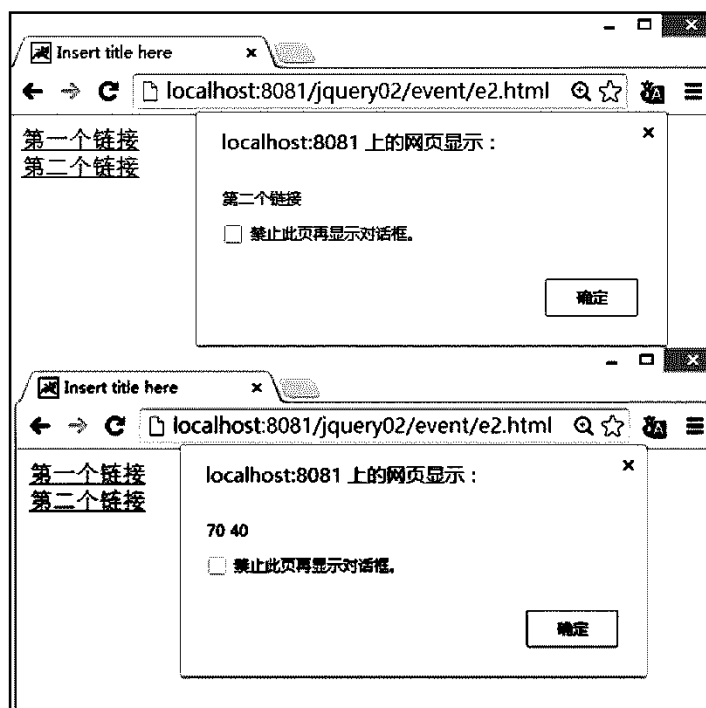 Insert title here
localhost:8081/jquery02/event/e2.html
第一个链接
第二个链接
localhost:8081 上的网页显示：
第二个链接
禁止此页再显示对话框。
确定
Insert title here
localhost:8081/jquery02/event/e2.html
第一个链接
第二个链接
localhost:8081 上的网页显示：
70 40
禁止此页再显示对话框。
确定